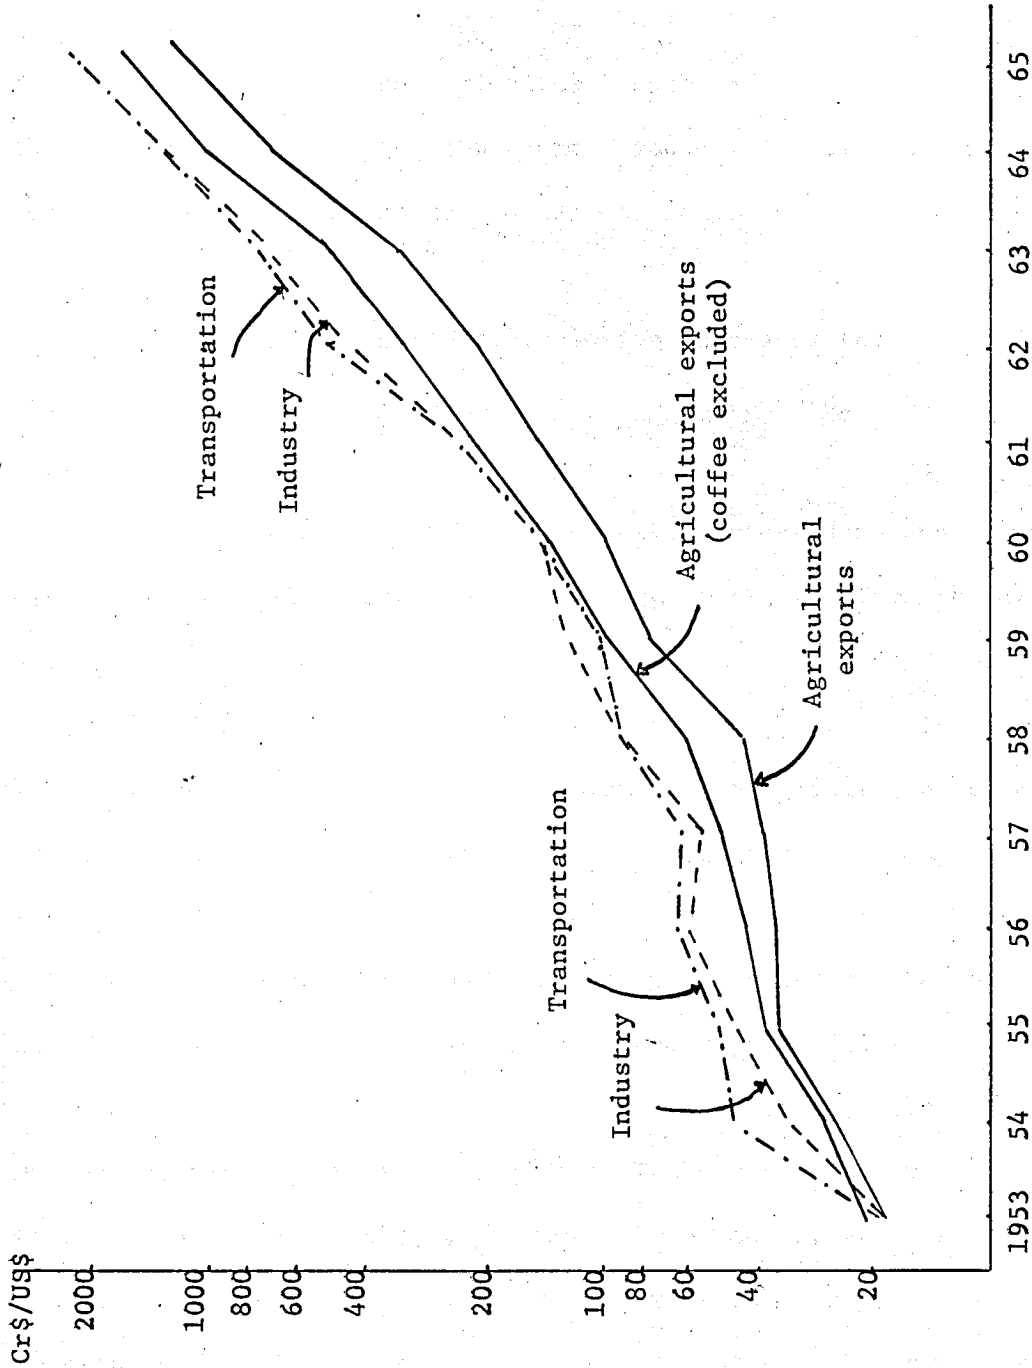 Cr$/US$
2000
1000
800
600
400
200
100
80
60
40
20
Transportation
Industry
Transportation
Industry
Agricultural exports
(coffee excluded)
Agricultural
exports
1953
54
55
56
57
58
59
60
61
62
63
64
65